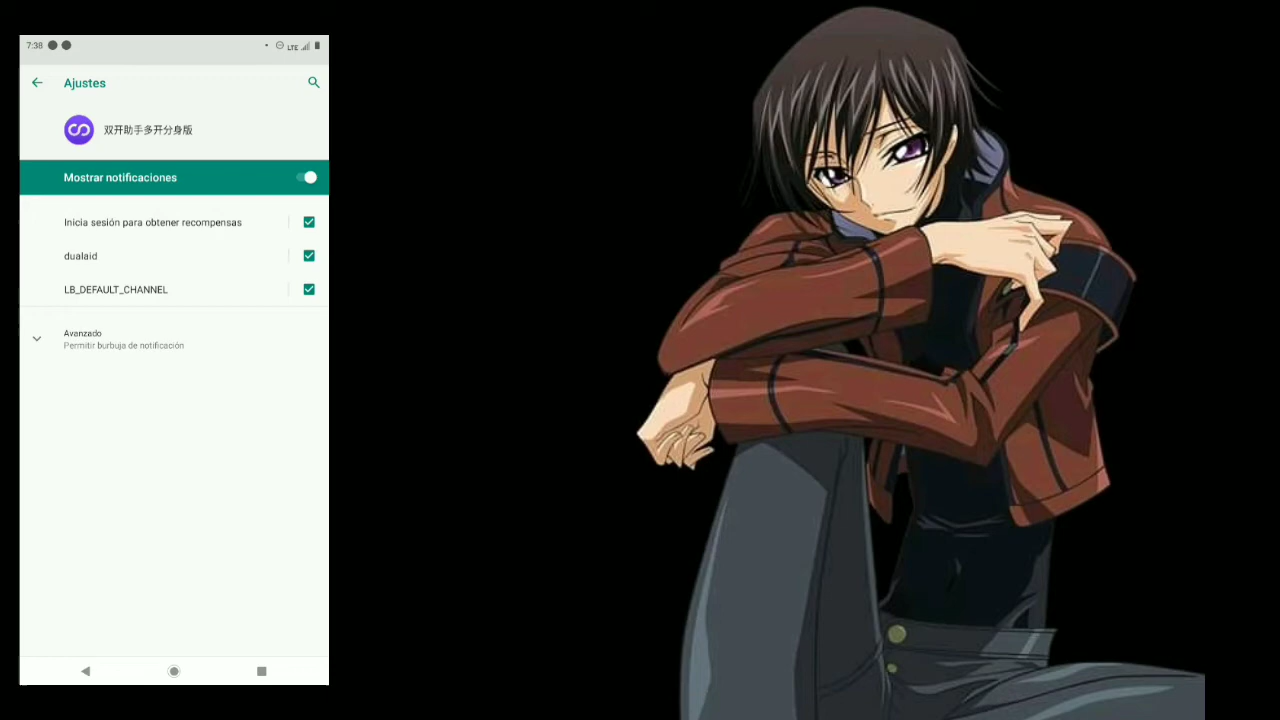 7:38
LTE
Ajustes
双开助手多开分身版
Mostrar notificaciones
Inicia sesión para obtener recompensas
dualaid
LB_DEFAULT_CHANNEL
Avanzado
Permitir burbuja de notificación